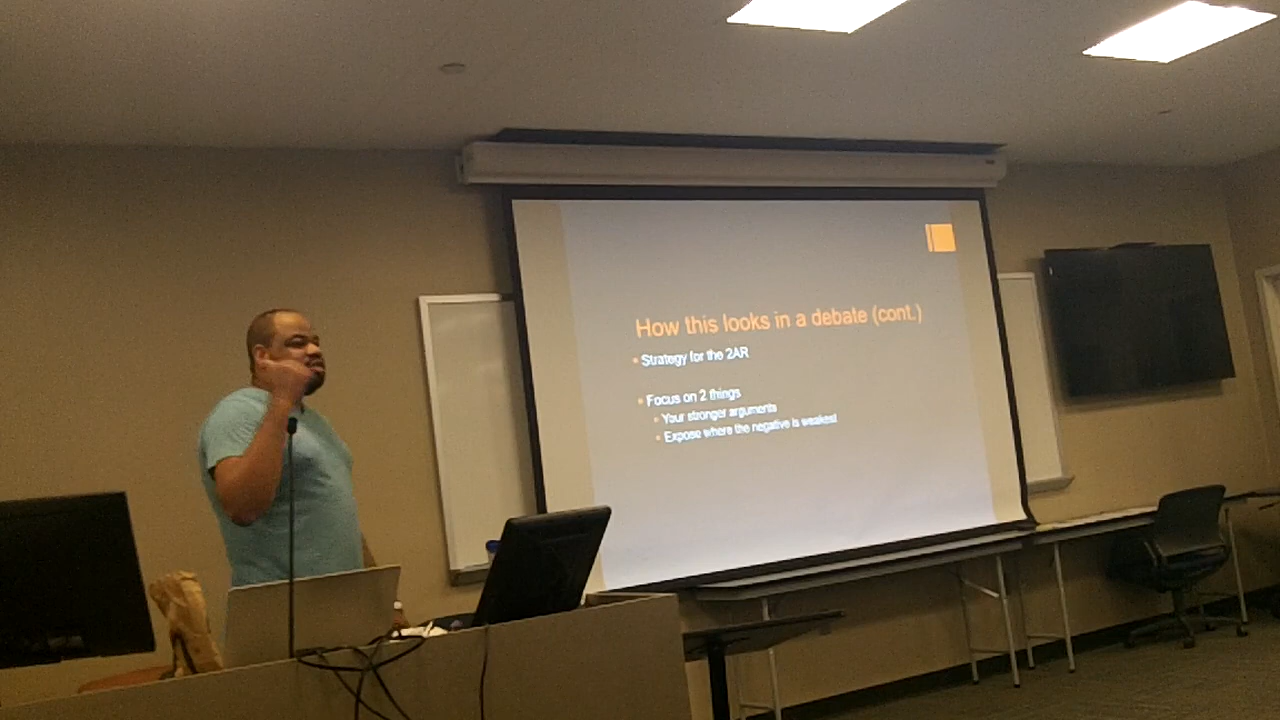 How this looks in a debate (cont.)
Strategy for the 2AR
Focus on 2 things
Your stronger arguments
Expose where the negative is weakest